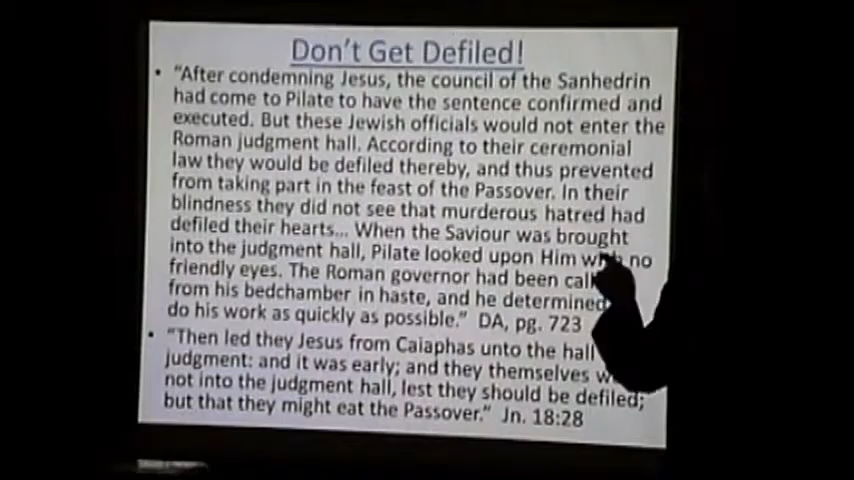 Don't Get Defiled!
• "After condemning Jesus, the council of the Sanhedrin
had come to Pilate to have the sentence confirmed and
executed. But these Jewish officials would not enter the
Roman judgment hall. According to their ceremonial
law they would be defiled thereby, and thus prevented
from taking part in the feast of the Passover. In their
blindness they did not see that murderous hatred had
defiled their hearts... When the Saviour was brought
into the judgment hall, Pilate looked upon Him with no
friendly eyes. The Roman governor had been call
from his bedchamber in haste, and he determined
do his work as quickly as possible." DA, pg. 723
• "Then led they Jesus from Caiaphas unto the hall
judgment: and it was early; and they themselves w
not into the judgment hall, lest they should be defiled;
but that they might eat the Passover." Jn. 18:28